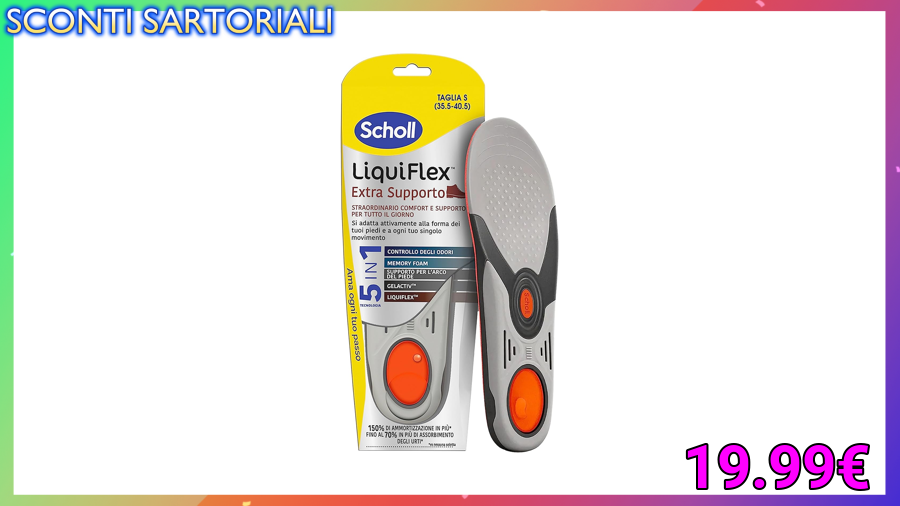 SCONTI SARTORIALI
TAGLIA S
(35.5-40.5)
Scholl
LiquiFlex™
Extra Supporto
STRAORDINARIO COMFORT E SUPPORTO
PER TUTTO IL GIORNO
Si adatta attivamente alla forma dei
tuoi piedi e a ogni tuo singolo
movimento
5 IN 1
TECNOLOGIA
CONTROLLO DEGLI ODORI
MEMORY FOAM
SUPPORTO PER L'ARCO
DEL PIEDE
GELACTIV™
LIQUIFLEX™
Ama ogni tuo passo
150% DI AMMORTIZZAZIONE IN PIÙ*
FINO AL 70% IN PIÙ DI ASSORBIMENTO
DEGLI URTI*
Scholl
19.99€